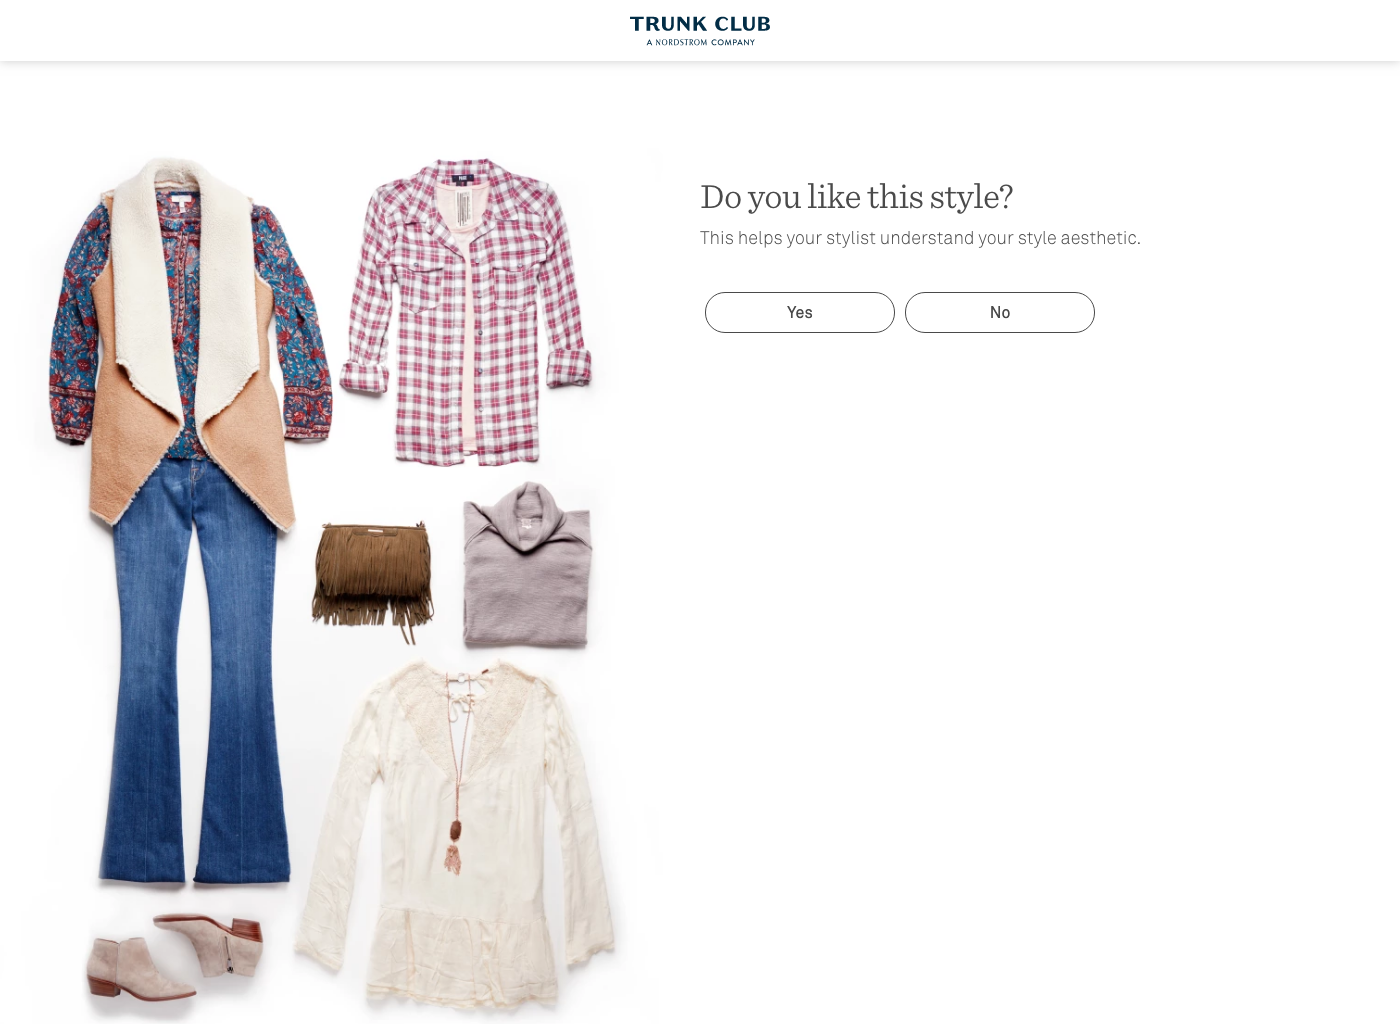 TRUNK CLUB
A NORDSTROM COMPANY
Do you like this style?
This helps your stylist understand your style aesthetic.
Yes
No
PAIGE